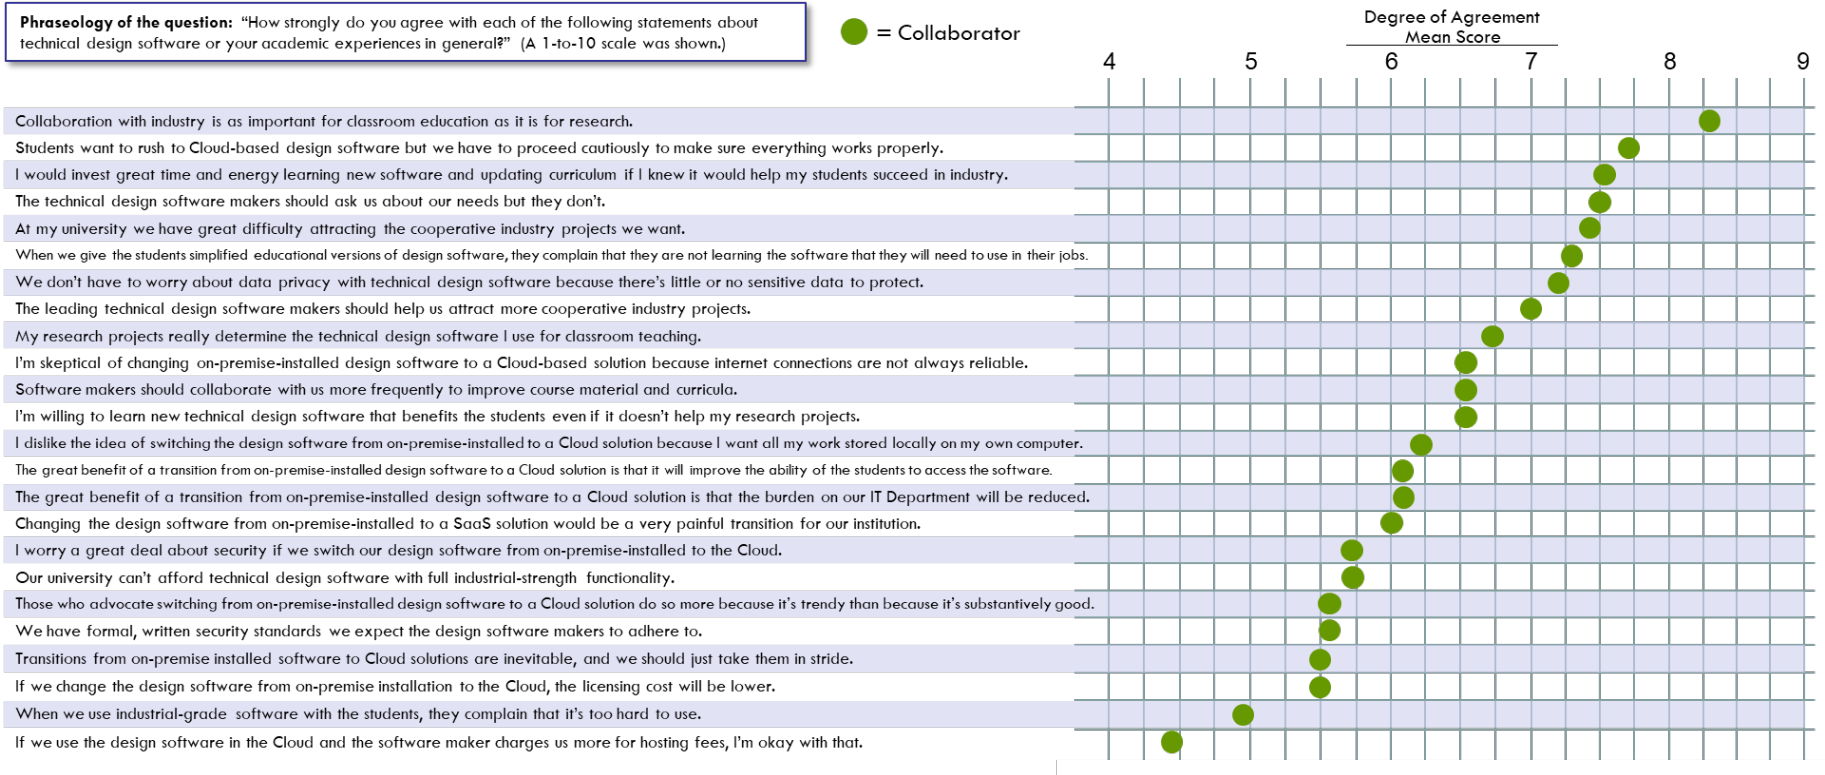 Phraseology of the question: “How strongly do you agree with each of the following statements about
technical design software or your academic experiences in general?” (A 1-to-10 scale was shown.)
= Collaborator
Degree of Agreement
Mean Score
4 5 6 7 8 9
Collaboration with industry is as important for classroom education as it is for research.
Students want to rush to Cloud-based design software but we have to proceed cautiously to make sure everything works properly.
I would invest great time and energy learning new software and updating curriculum if I knew it would help my students succeed in industry.
The technical design software makers should ask us about our needs but they don’t.
At my university we have great difficulty attracting the cooperative industry projects we want.
When we give the students simplified educational versions of design software, they complain that they are not learning the software that they will need to use in their jobs.
We don’t have to worry about data privacy with technical design software because there’s little or no sensitive data to protect.
The leading technical design software makers should help us attract more cooperative industry projects.
My research projects really determine the technical design software I use for classroom teaching.
I’m skeptical of changing on-premise-installed design software to a Cloud-based solution because internet connections are not always reliable.
Software makers should collaborate with us more frequently to improve course material and curricula.
I’m willing to learn new technical design software that benefits the students even if it doesn’t help my research projects.
I dislike the idea of switching the design software from on-premise-installed to a Cloud solution because I want all my work stored locally on my own computer.
The great benefit of a transition from on-premise-installed design software to a Cloud solution is that it will improve the ability of the students to access the software.
The great benefit of a transition from on-premise-installed design software to a Cloud solution is that the burden on our IT Department will be reduced.
Changing the design software from on-premise-installed to a SaaS solution would be a very painful transition for our institution.
I worry a great deal about security if we switch our design software from on-premise-installed to the Cloud.
Our university can’t afford technical design software with full industrial-strength functionality.
Those who advocate switching from on-premise-installed design software to a Cloud solution do so more because it’s trendy than because it’s substantively good.
We have formal, written security standards we expect the design software makers to adhere to.
Transitions from on-premise installed software to Cloud solutions are inevitable, and we should just take them in stride.
If we change the design software from on-premise installation to the Cloud, the licensing cost will be lower.
When we use industrial-grade software with the students, they complain that it’s too hard to use.
If we use the design software in the Cloud and the software maker charges us more for hosting fees, I’m okay with that.